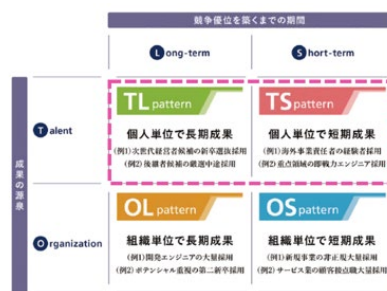 競争優位を築くまでの期間
Long-term
Short-term
成果の源泉
Talent
TL pattern
個人単位で長期成果
(例1)次世代経営者候補の新卒選抜採用
(例2)後継者候補の厳選中途採用
TS pattern
個人単位で短期成果
(例1)海外事業責任者の経験者採用
(例2)重点領域の即戦力エンジニア採用
Organization
OL pattern
組織単位で長期成果
(例1)開発エンジニアの大量採用
(例2)ポテンシャル重視の第二新卒採用
OS pattern
組織単位で短期成果
(例1)新規事業の非正規大量採用
(例2)サービス業の顧客接点職大量採用